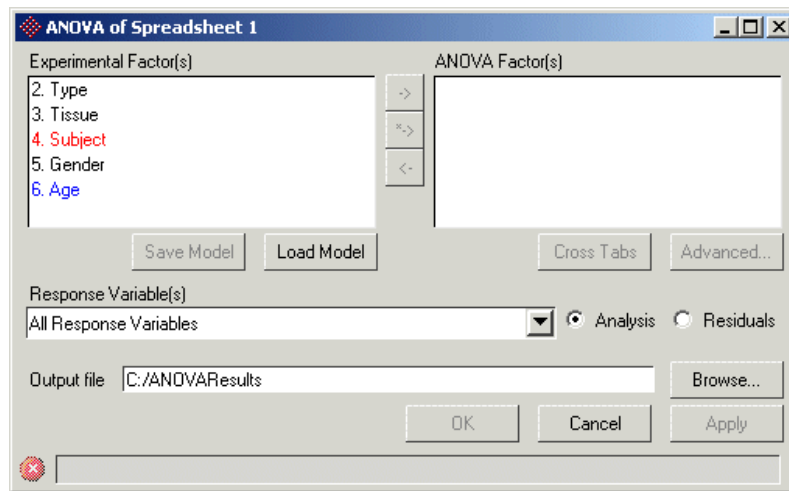 ANOVA of Spreadsheet 1
Experimental Factor(s)
ANOVA Factor(s)
2. Type
3. Tissue
4. Subject
5. Gender
6. Age
->
*->
<-
Save Model
Load Model
Cross Tabs
Advanced...
Response Variable(s)
All Response Variables
Analysis
Residuals
Output file
C:/ANOVAResults
Browse...
OK
Cancel
Apply